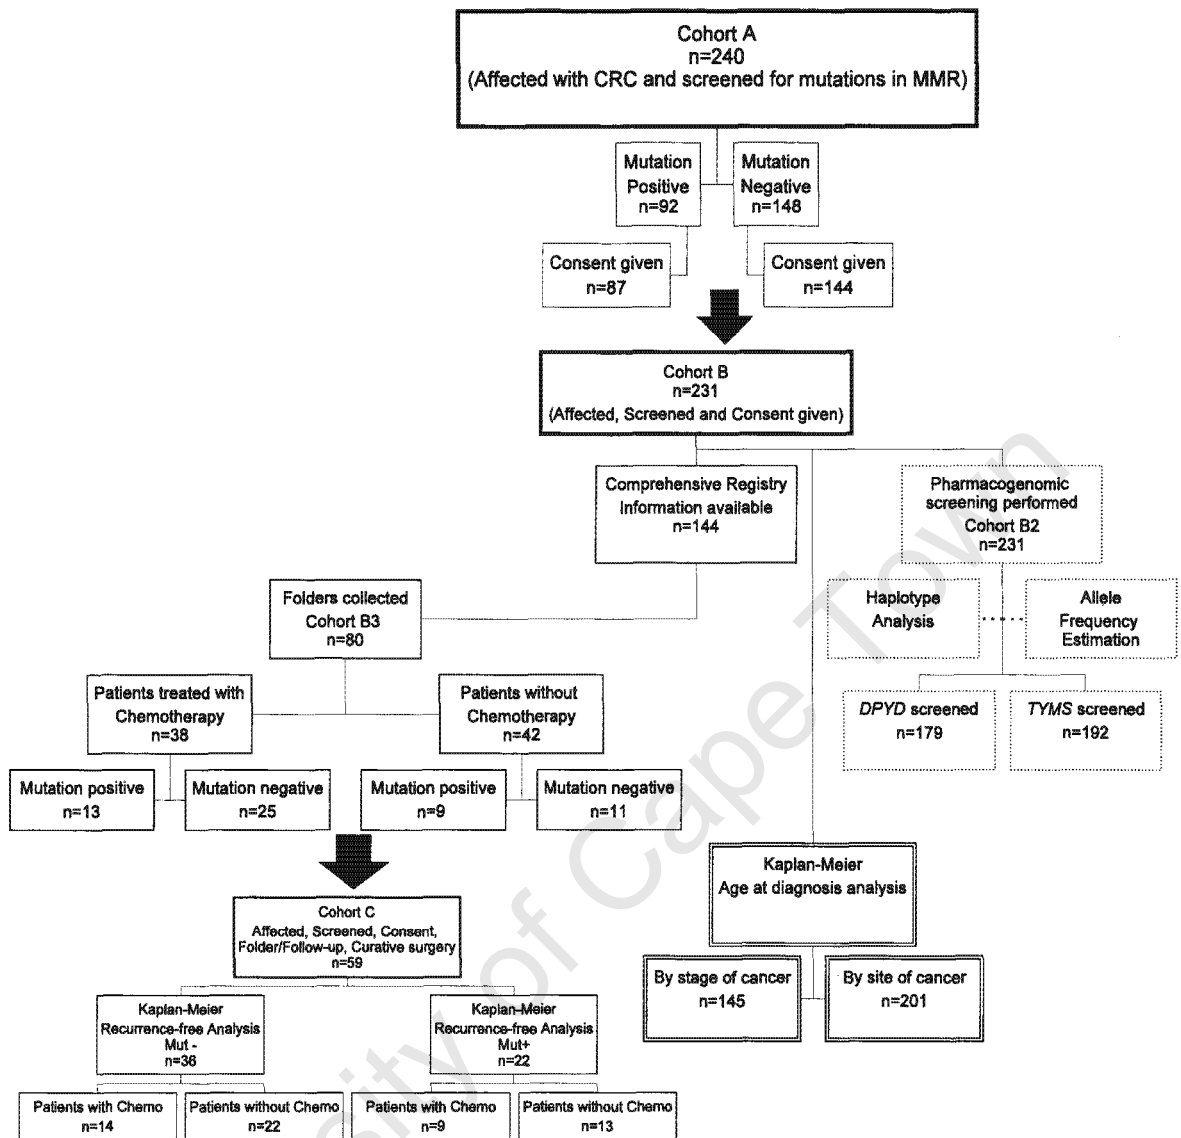 Cohort A
n=240
(Affected with CRC and screened for mutations in MMR)
Mutation
Positive
n=92
Mutation
Negative
n=148
Consent given
n=87
Consent given
n=144
Cohort B
n=231
(Affected, Screened and Consent given)
Comprehensive Registry
Information available
n=144
Pharmacogenomic
screening performed
Cohort B2
n=231
Folders collected
Cohort B3
n=80
Haplotype
Analysis
Allele
Frequency
Estimation
Patients treated with
Chemotherapy
n=38
Patients without
Chemotherapy
n=42
DPYD screened
n=179
TYMS screened
n=192
Mutation positive
n=13
Mutation negative
n=25
Mutation positive
n=9
Mutation negative
n=11
Kaplan-Meier
Age at diagnosis analysis
Cohort C
Affected, Screened, Consent,
Folder/Follow-up, Curative surgery
n=59
By stage of cancer
n=145
By site of cancer
n=201
Kaplan-Meier
Recurrence-free Analysis
Mut -
n=36
Kaplan-Meier
Recurrence-free Analysis
Mut+
n=22
Patients with Chemo
n=14
Patients without Chemo
n=22
Patients with Chemo
n=9
Patients without Chemo
n=13
sity of Cape Town